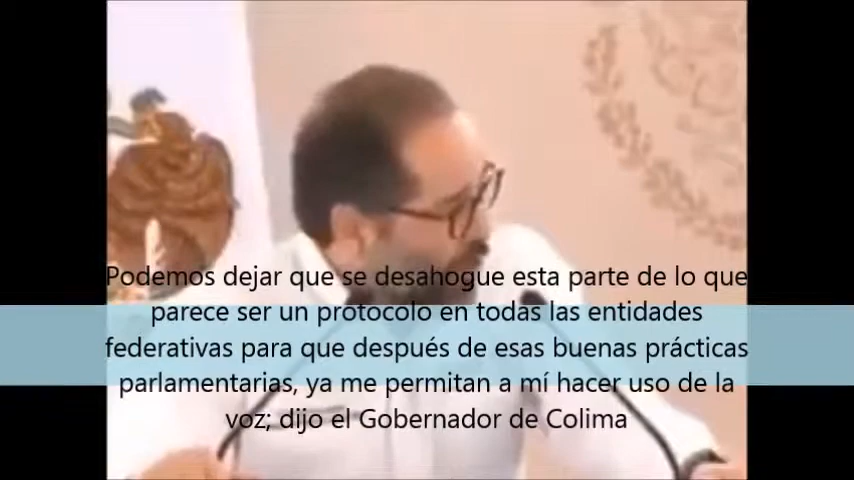 Podemos dejar que se desahogue esta parte de lo que
parece ser un protocolo en todas las entidades
federativas para que después de esas buenas prácticas
parlamentarias, ya me permitan a mí hacer uso de la
voz; dijo el Gobernador de Colima